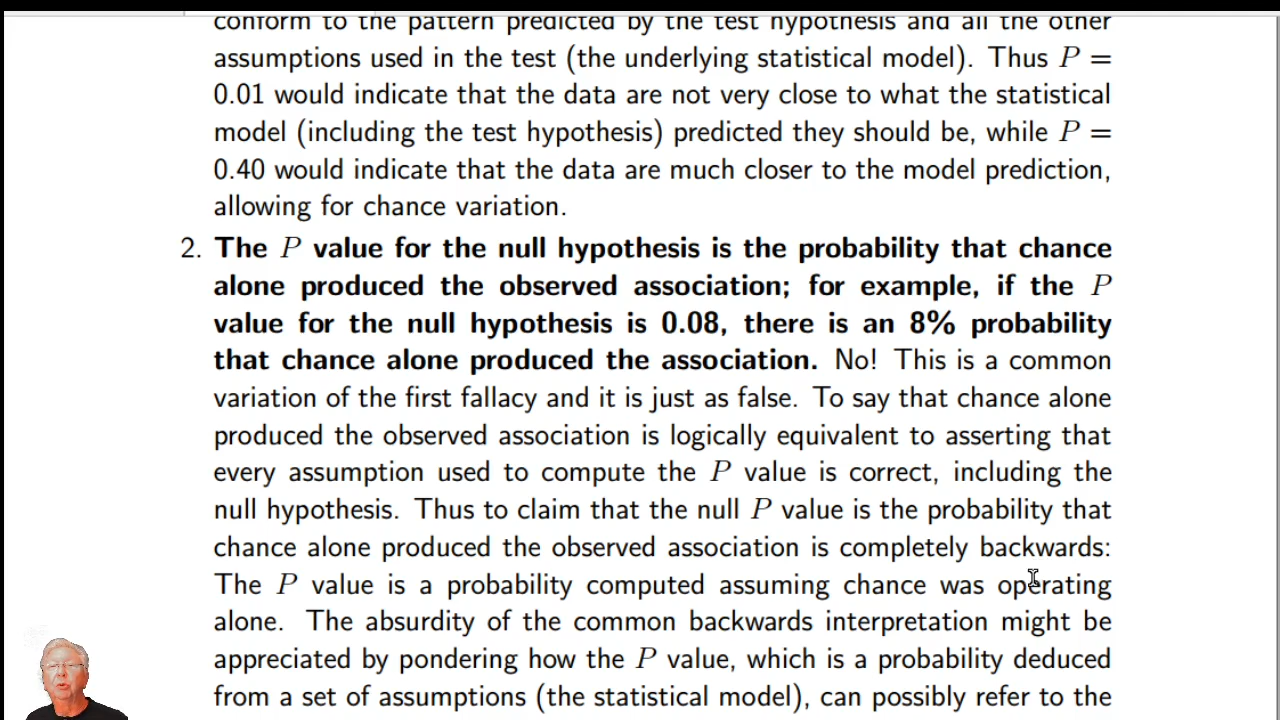 conform to the pattern predicted by the test hypothesis and all the other
assumptions used in the test (the underlying statistical model). Thus P =
0.01 would indicate that the data are not very close to what the statistical
model (including the test hypothesis) predicted they should be, while P =
0.40 would indicate that the data are much closer to the model prediction,
allowing for chance variation.
2. The P value for the null hypothesis is the probability that chance
alone produced the observed association; for example, if the P
value for the null hypothesis is 0.08, there is an 8% probability
that chance alone produced the association. No! This is a common
variation of the first fallacy and it is just as false. To say that chance alone
produced the observed association is logically equivalent to asserting that
every assumption used to compute the P value is correct, including the
null hypothesis. Thus to claim that the null P value is the probability that
chance alone produced the observed association is completely backwards:
The P value is a probability computed assuming chance was operating
alone. The absurdity of the common backwards interpretation might be
appreciated by pondering how the P value, which is a probability deduced
from a set of assumptions (the statistical model), can possibly refer to the